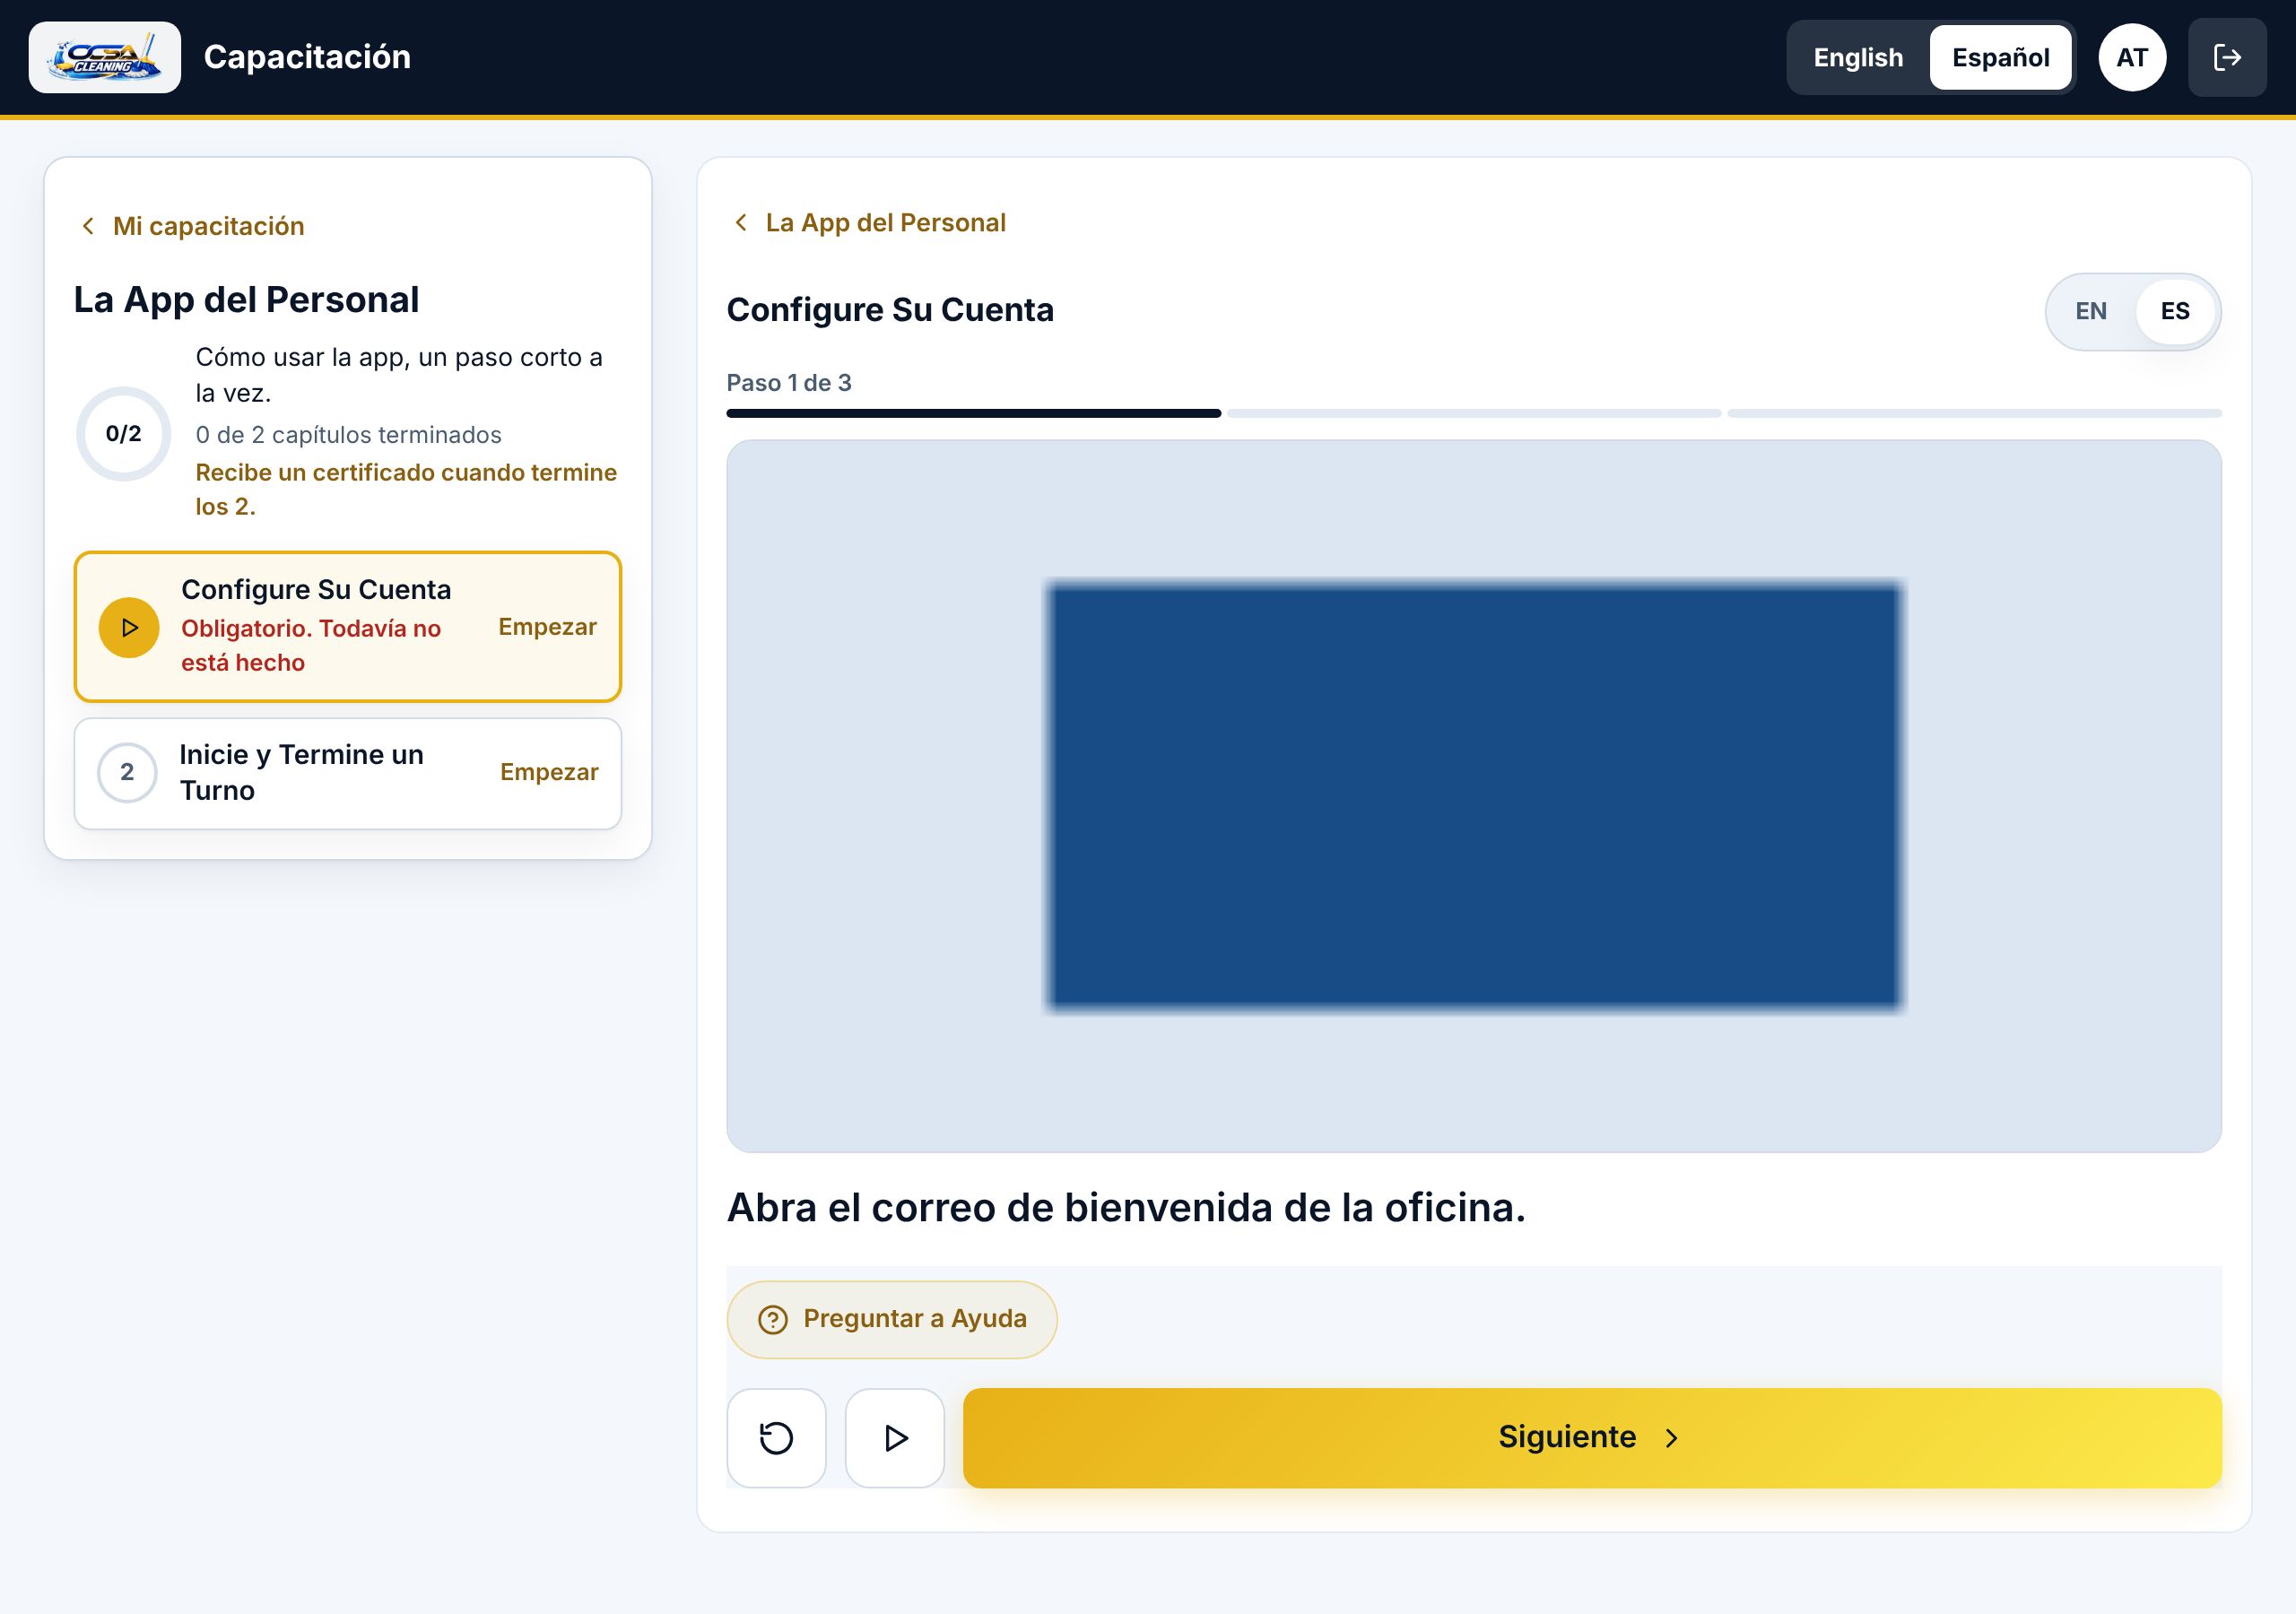 OCSA
CLEANING
Capacitación
English
Español
AT
Mi capacitación
La App del Personal
0/2
Cómo usar la app, un paso corto a
la vez.
0 de 2 capítulos terminados
Recibe un certificado cuando termine
los 2.
Configure Su Cuenta
Obligatorio. Todavía no
está hecho
Empezar
2
Inicie y Termine un
Turno
Empezar
La App del Personal
Configure Su Cuenta
EN
ES
Paso 1 de 3
Abra el correo de bienvenida de la oficina.
Preguntar a Ayuda
Siguiente